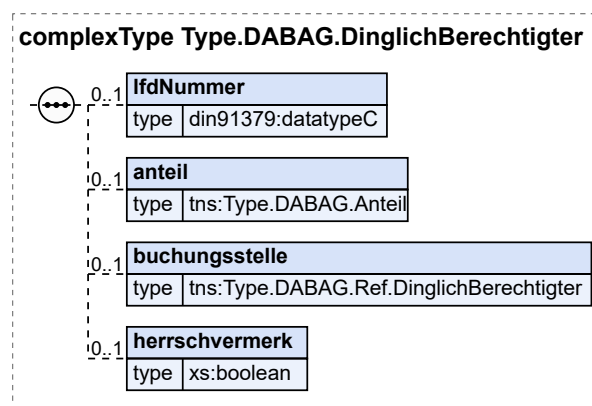 complexType Type.DABAG.DinglichBerechtigter
0..1
lfdNummer
type din91379:datatypeC
0..1
anteil
type tns:Type.DABAG.Anteil
0..1
buchungsstelle
type tns:Type.DABAG.Ref.DinglichBerechtigter
0..1
herrschvermerk
type xs:boolean